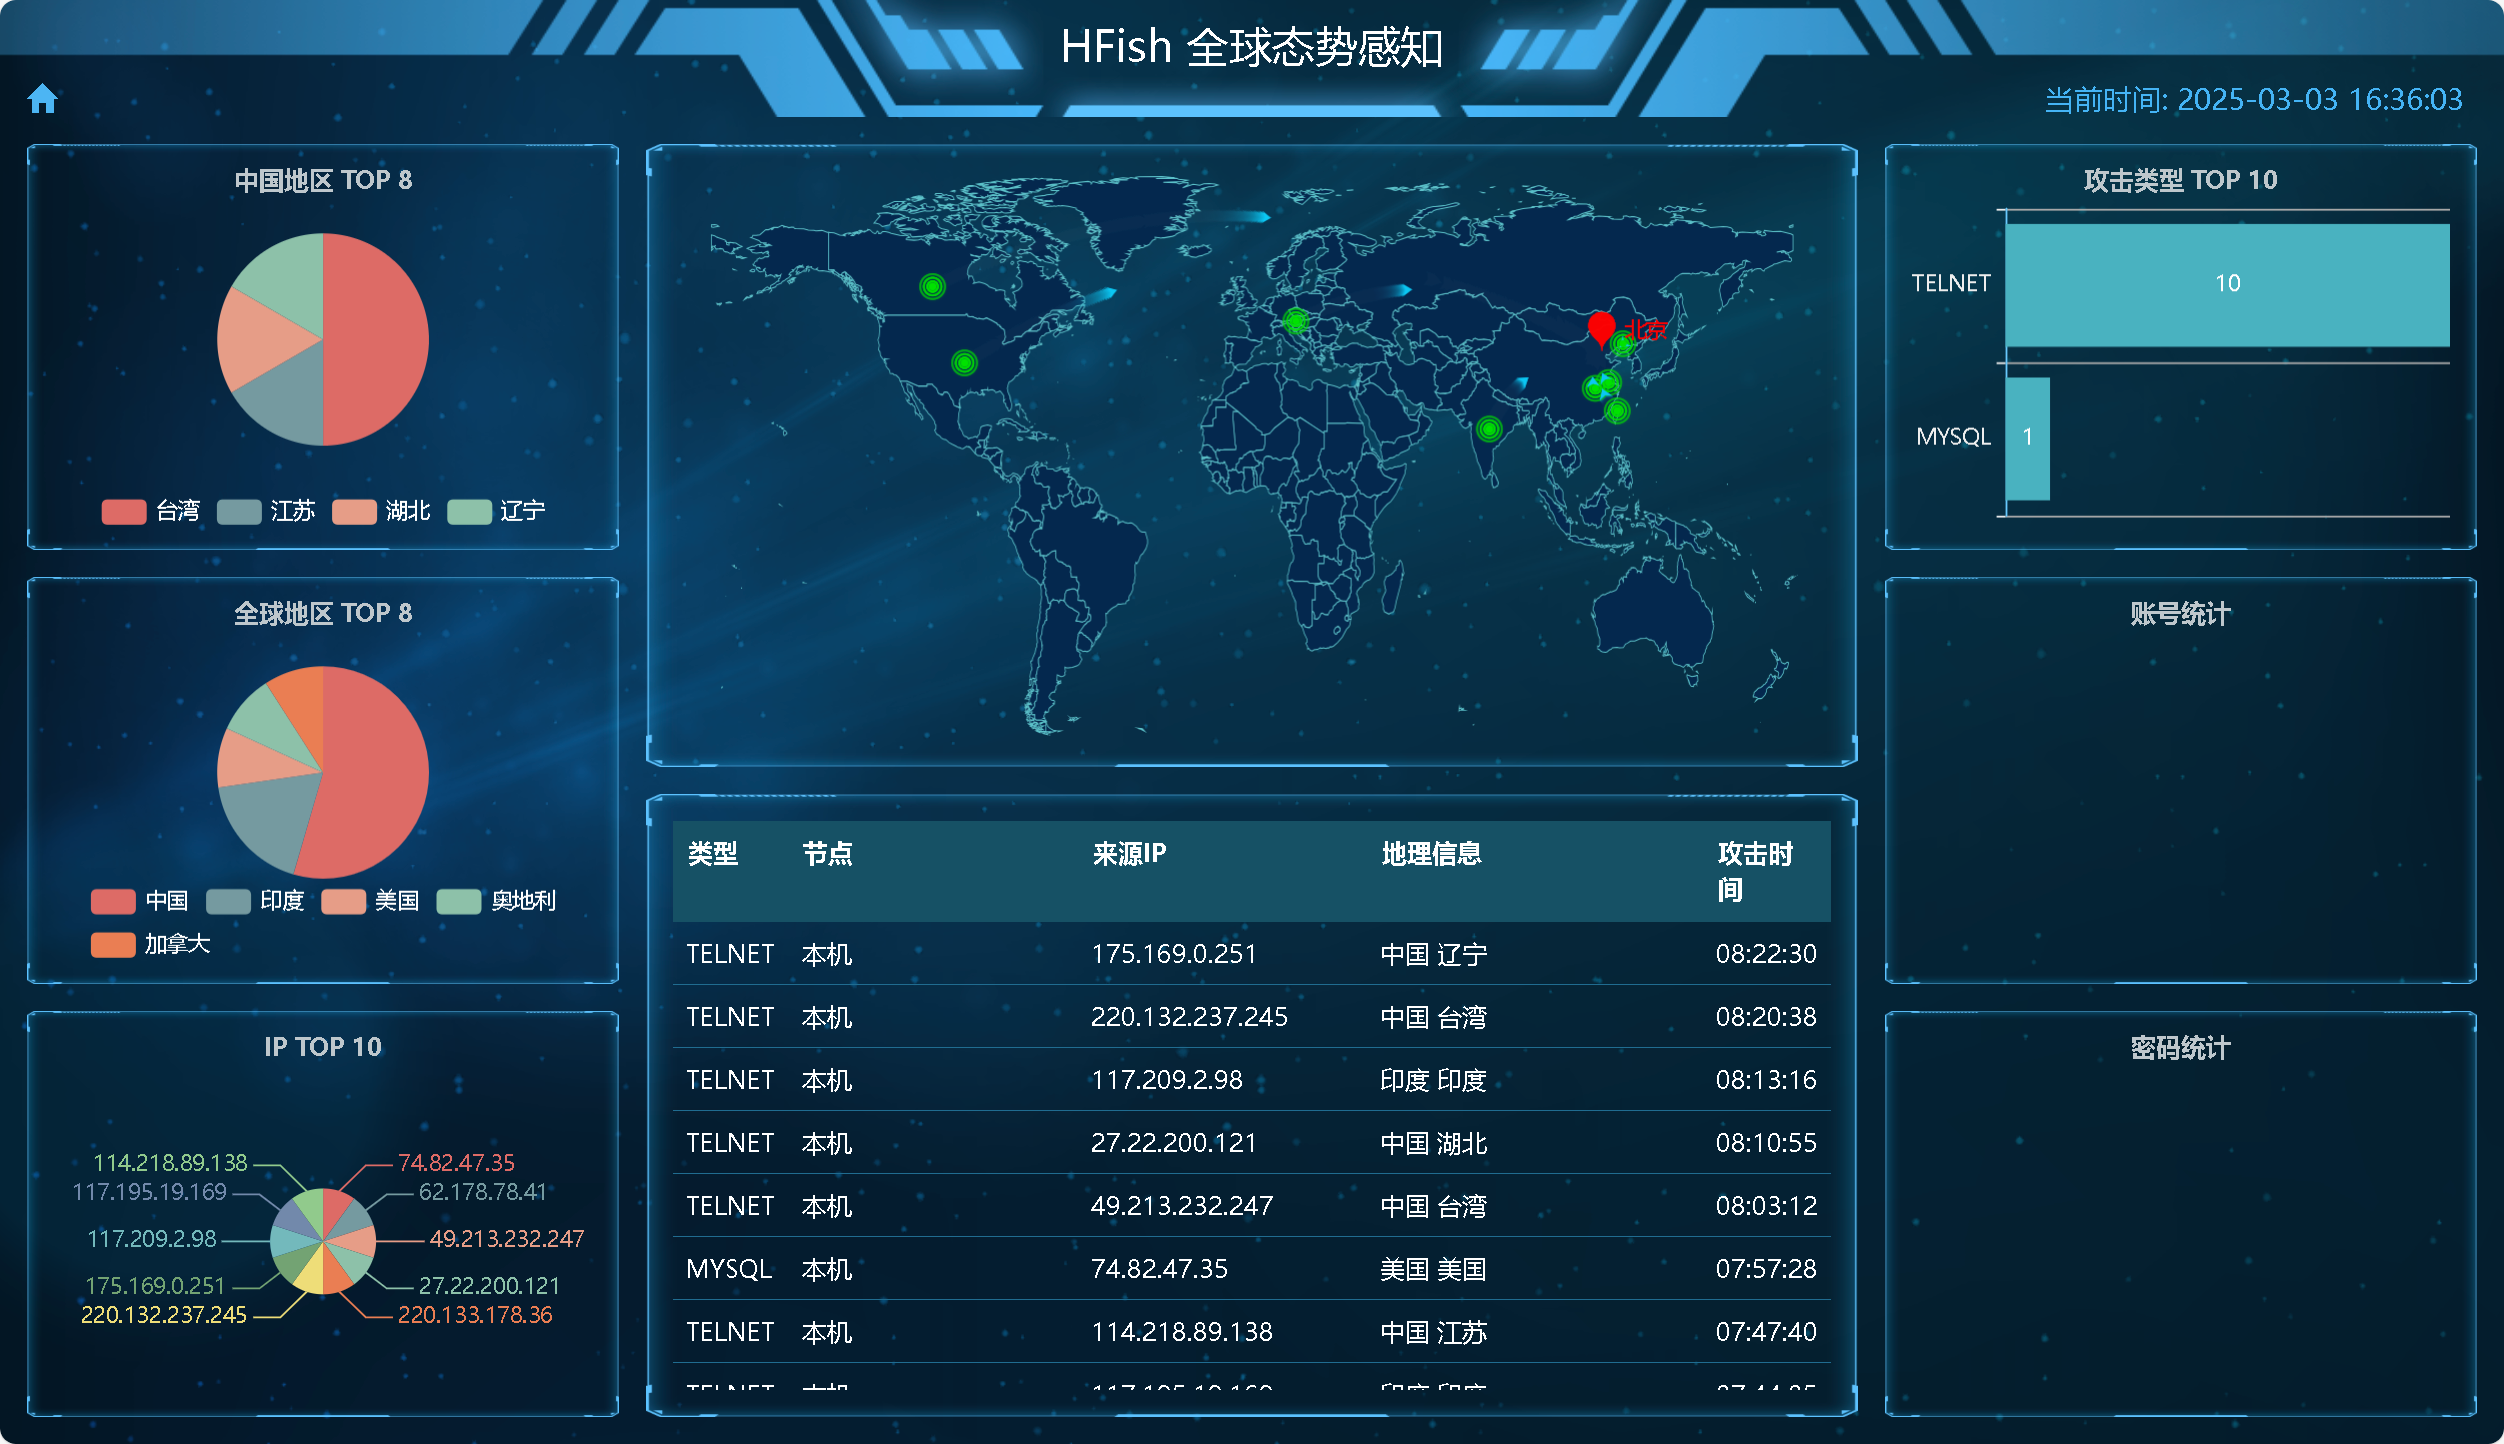 HFish 全球态势感知
当前时间: 2025-03-03 16:36:03
中国地区 TOP 8
台湾 江苏 湖北 辽宁
全球地区 TOP 8
中国 印度 美国 奥地利
加拿大
IP TOP 10
114.218.89.138 74.82.47.35
117.195.19.169 62.178.78.41
117.209.2.98 49.213.232.247
175.169.0.251 27.22.200.121
220.132.237.245 220.133.178.36
北京
类型 节点 来源IP 地理信息 攻击时
间
TELNET 本机 175.169.0.251 中国 辽宁 08:22:30
TELNET 本机 220.132.237.245 中国 台湾 08:20:38
TELNET 本机 117.209.2.98 印度 印度 08:13:16
TELNET 本机 27.22.200.121 中国 湖北 08:10:55
TELNET 本机 49.213.232.247 中国 台湾 08:03:12
MYSQL 本机 74.82.47.35 美国 美国 07:57:28
TELNET 本机 114.218.89.138 中国 江苏 07:47:40
攻击类型 TOP 10
TELNET 10
MYSQL 1
账号统计
密码统计